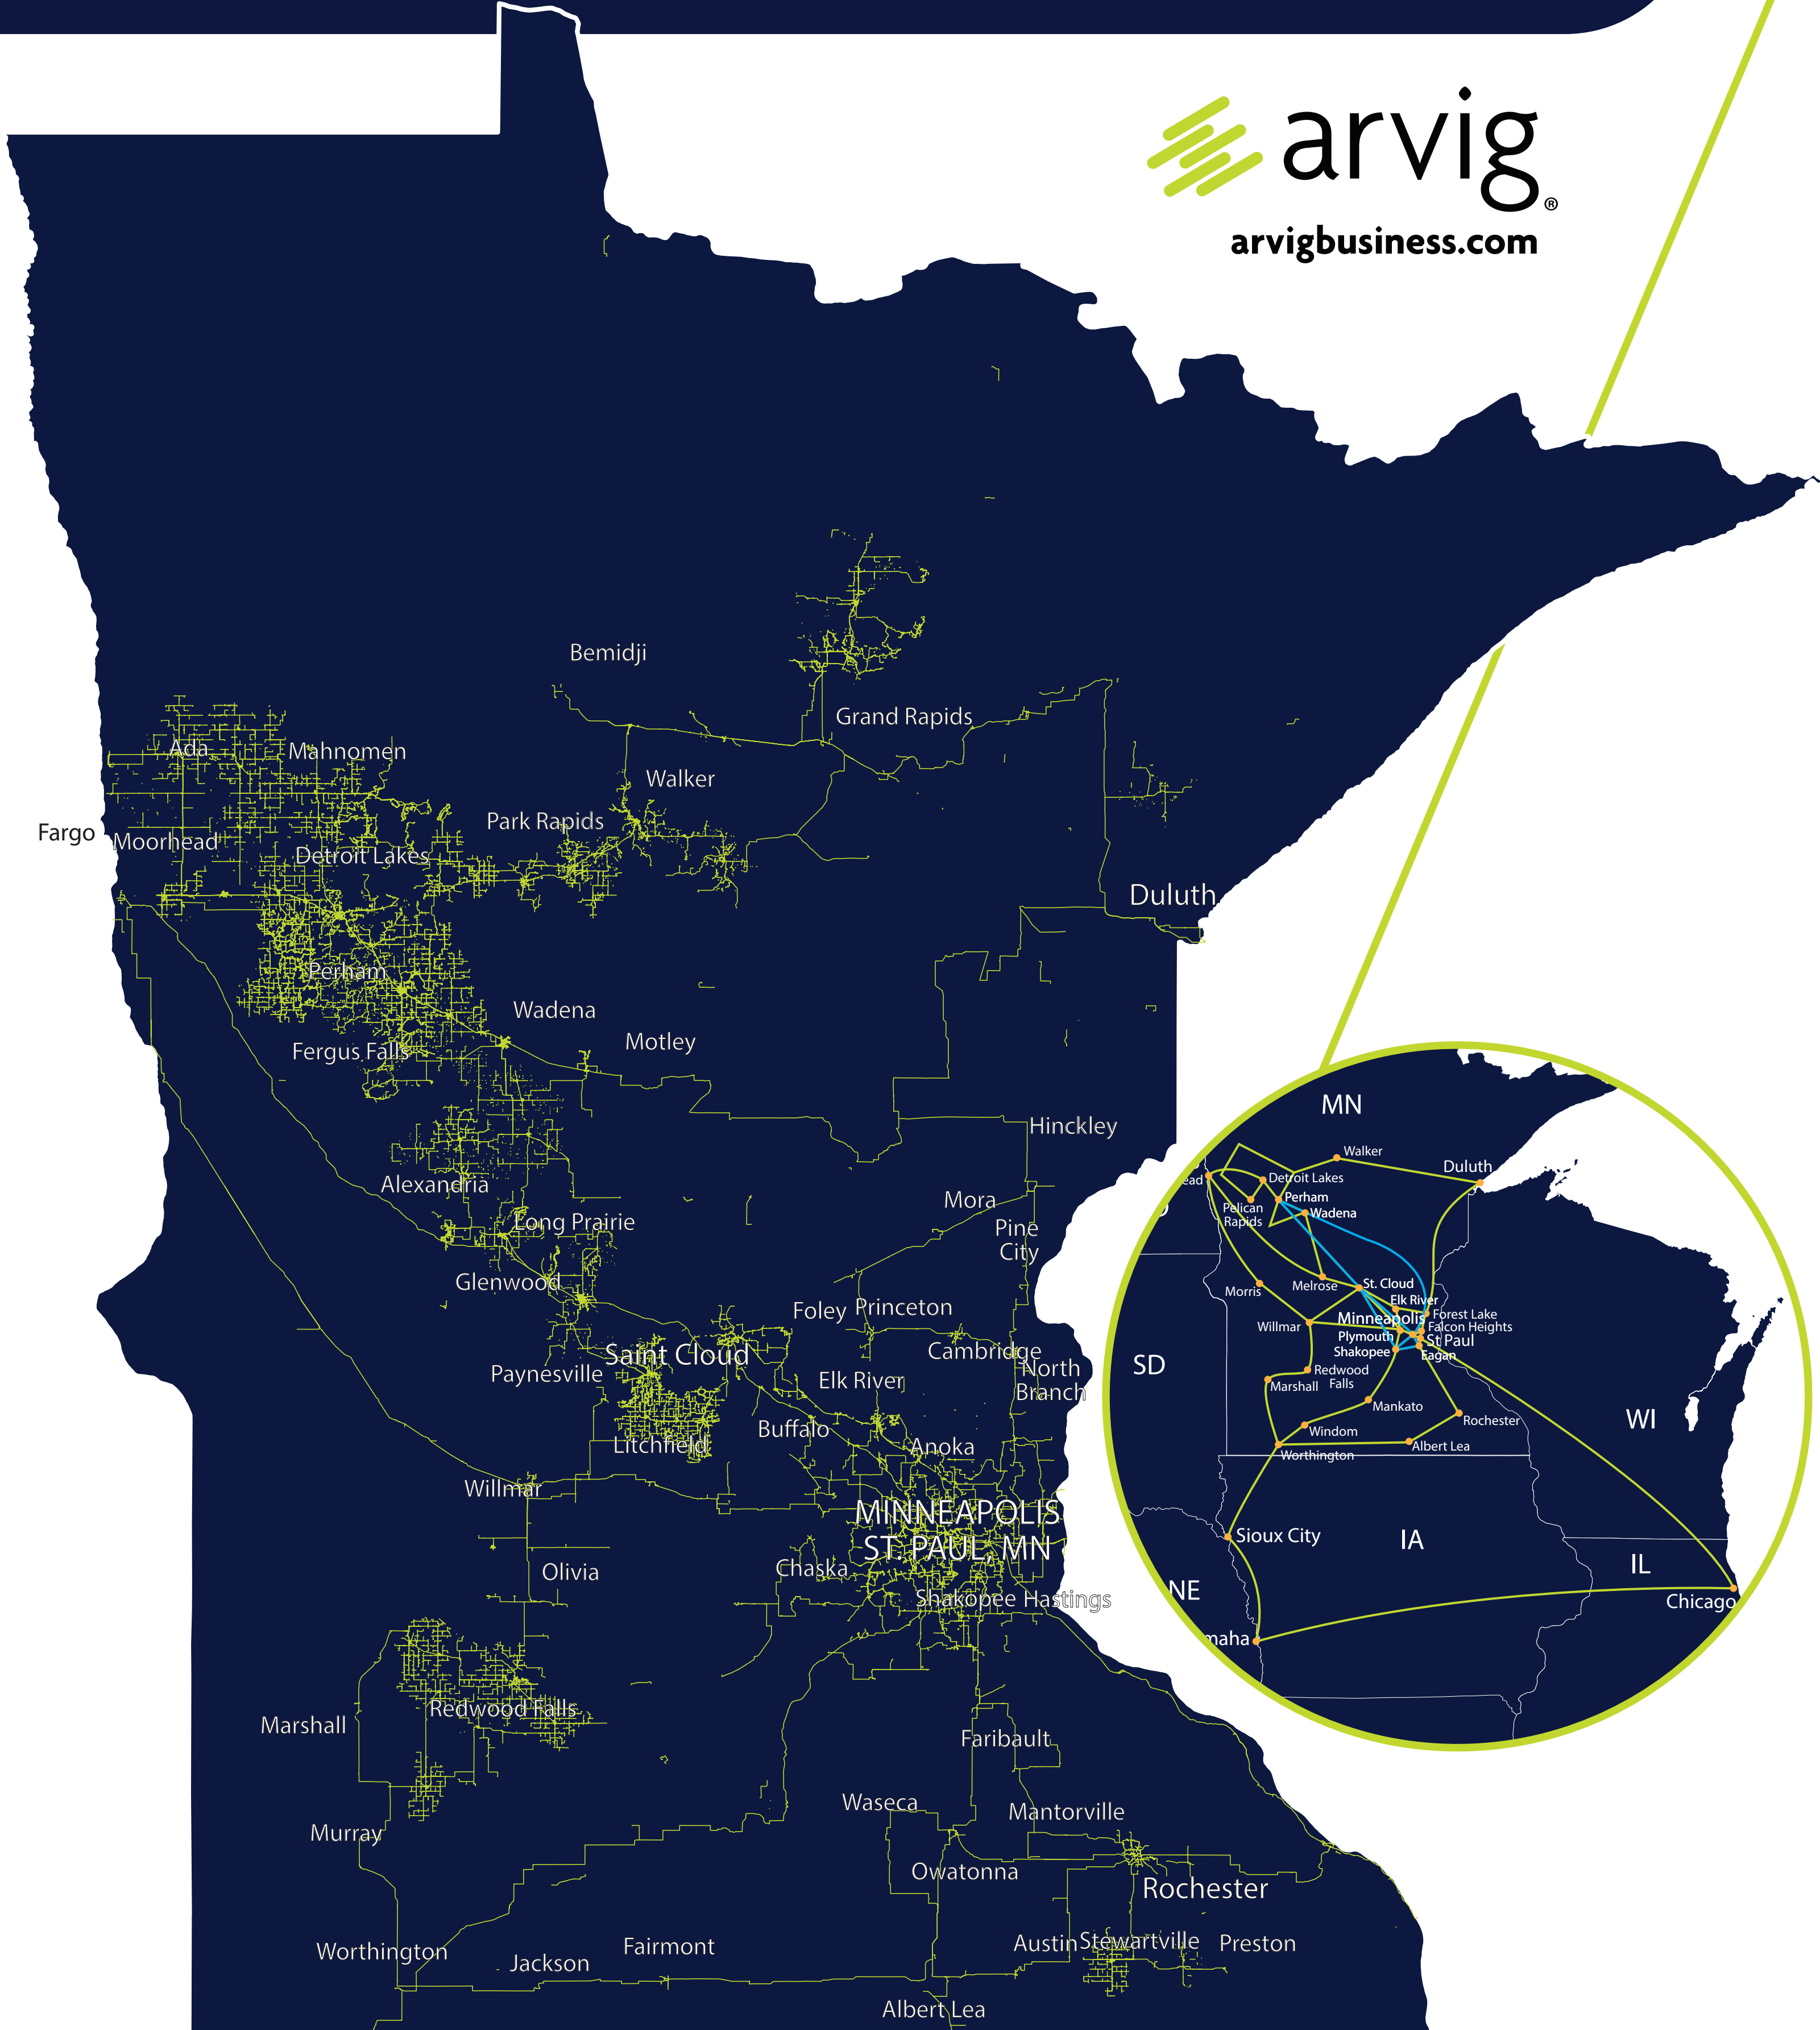 arvig®
arvigbusiness.com
Bemidji
Grand Rapids
Ada
Mahnomen
Walker
Park Rapids
Fargo
Moorhead
Detroit Lakes
Duluth
Perham
Wadena
Motley
Fergus Falls
Hinckley
Alexandria
Mora
Long Prairie
Pine
City
Glenwood
Foley
Princeton
Saint Cloud
Cambridge
Paynesville
Elk River
North
Branch
Buffalo
Litchfield
Anoka
Willmar
MINNEAPOLIS
ST. PAUL, MN
Chaska
Olivia
Shakopee
Hastings
Redwood Falls
Marshall
Faribault
Waseca
Mantorville
Murray
Owatonna
Rochester
Worthington
Jackson
Fairmont
Austin
Stewartville
Preston
Albert Lea
MN
Walker
Duluth
ead
Detroit Lakes
Perham
Pelican
Rapids
Wadena
Morris
Melrose
St. Cloud
Elk River
Forest Lake
Willmar
Minneapolis
Falcon Heights
Plymouth
St Paul
Shakopee
Eagan
SD
Redwood
Falls
Marshall
Mankato
Rochester
WI
Windom
Albert Lea
Worthington
Sioux City
IA
IL
NE
Chicago
maha